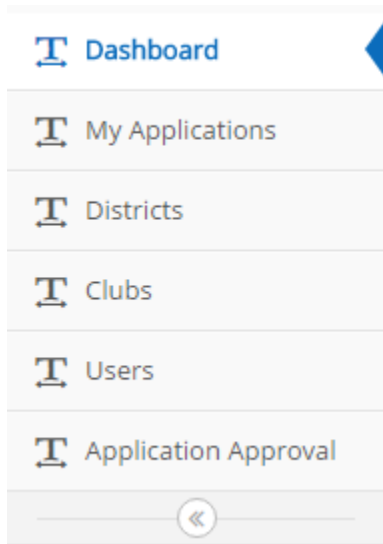 Dashboard
My Applications
Districts
Clubs
Users
Application Approval